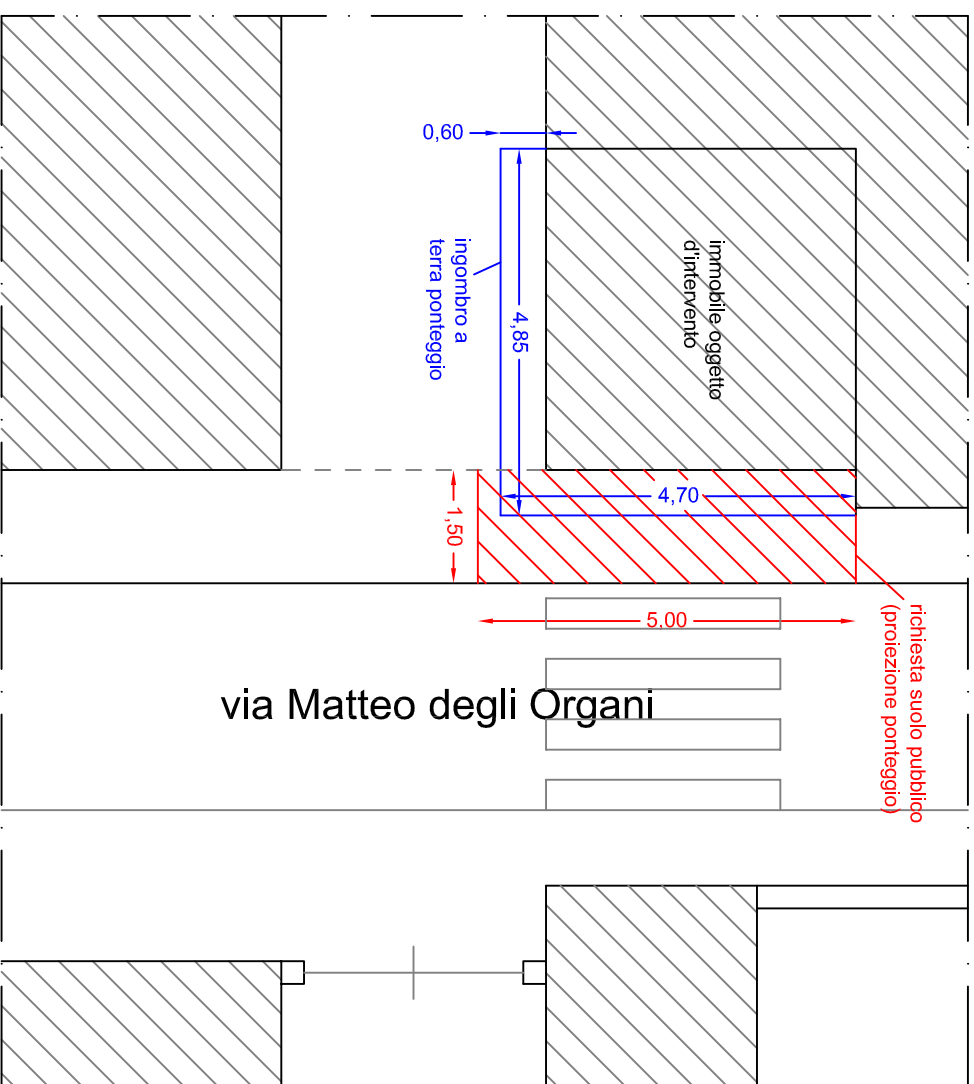 0,60
immobile oggetto
d'intervento
ingombro a
terra ponteggio
4,85
4,70
1,50
5,00
richiesta suolo pubblico
(proiezione ponteggio)
via Matteo degli Organi